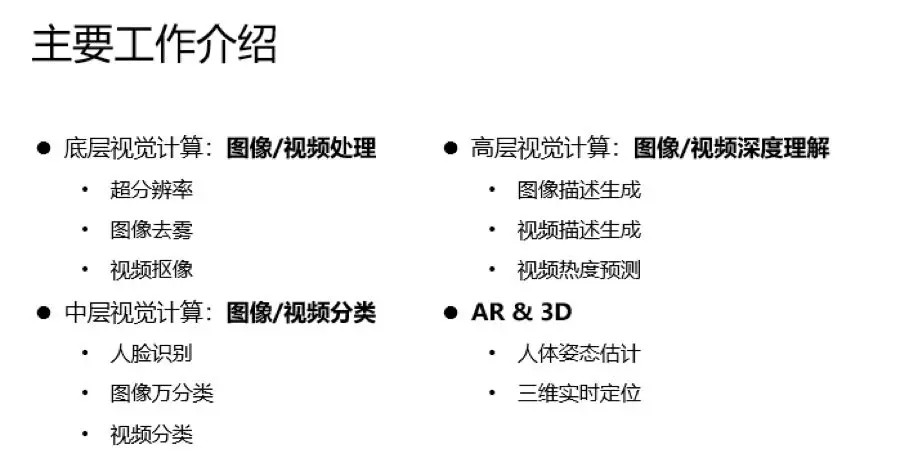 主要工作介绍
底层视觉计算：图像/视频处理
超分辨率
图像去雾
视频抠像
中层视觉计算：图像/视频分类
人脸识别
图像万分类
视频分类
高层视觉计算：图像/视频深度理解
图像描述生成
视频描述生成
视频热度预测
AR & 3D
人体姿态估计
三维实时定位